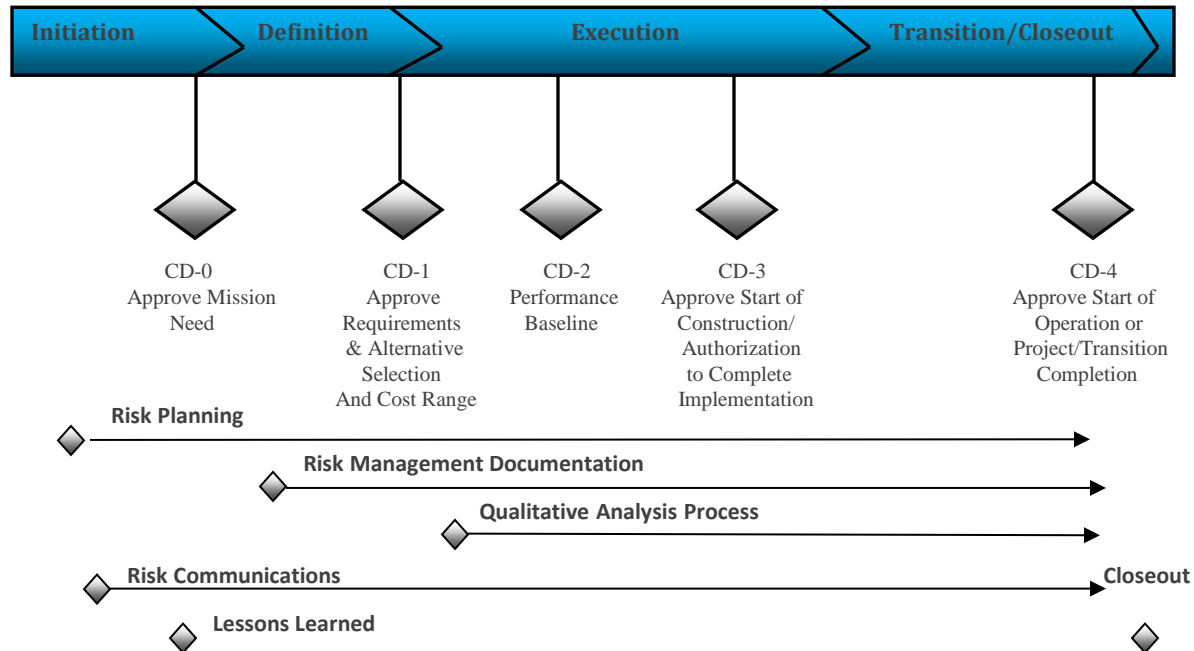 Initiation
Definition
Execution
Transition/Closeout
CD-0
Approve Mission
Need
CD-1
Approve
Requirements
& Alternative
Selection
And Cost Range
CD-2
Performance
Baseline
CD-3
Approve Start of
Construction/
Authorization
to Complete
Implementation
CD-4
Approve Start of
Operation or
Project/Transition
Completion
Risk Planning
Risk Management Documentation
Qualitative Analysis Process
Risk Communications
Closeout
Lessons Learned